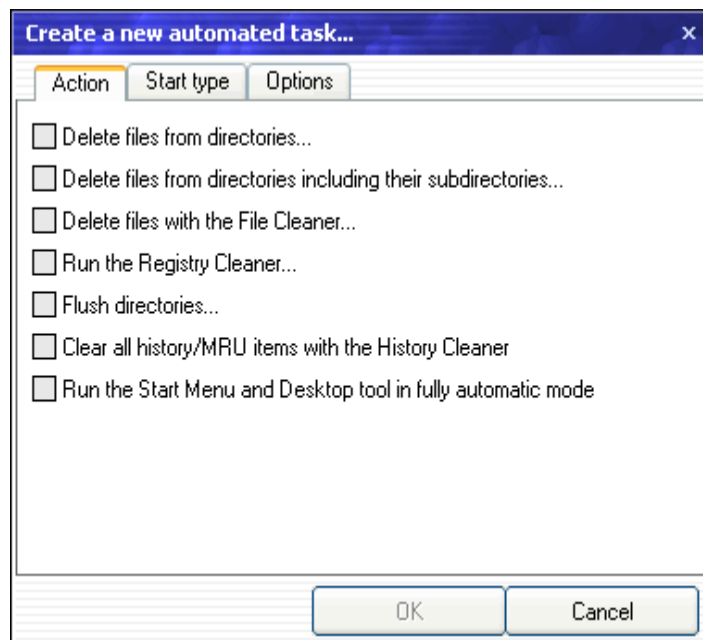 Create a new automated task...
Action Start type Options
Delete files from directories...
Delete files from directories including their subdirectories...
Delete files with the File Cleaner...
Run the Registry Cleaner...
Flush directories...
Clear all history/MRU items with the History Cleaner
Run the Start Menu and Desktop tool in fully automatic mode
OK Cancel